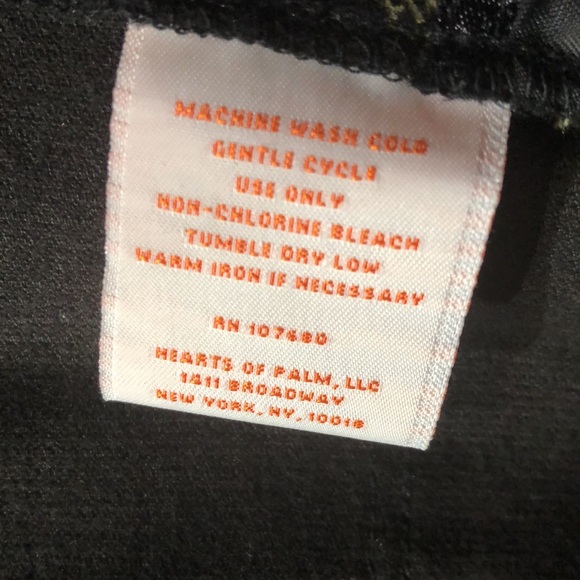 MACHINE WASH COLD
GENTLE CYCLE
USE ONLY
NON-CHLORINE BLEACH
TUMBLE DRY LOW
WARM IRON IF NECESSARY
RN 107480
HEARTS OF PALM, LLC
1411 BROADWAY
NEW YORK, NY, 10018